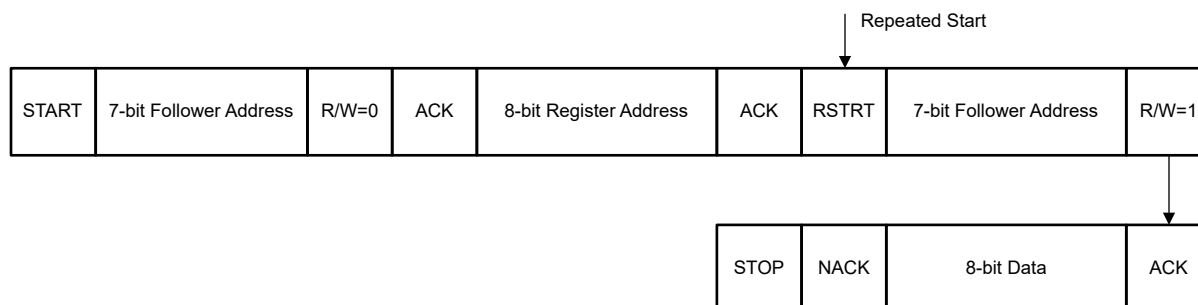 Repeated Start
START 7-bit Follower Address R/W=0 ACK 8-bit Register Address ACK RSTRT 7-bit Follower Address R/W=1
STOP NACK 8-bit Data ACK